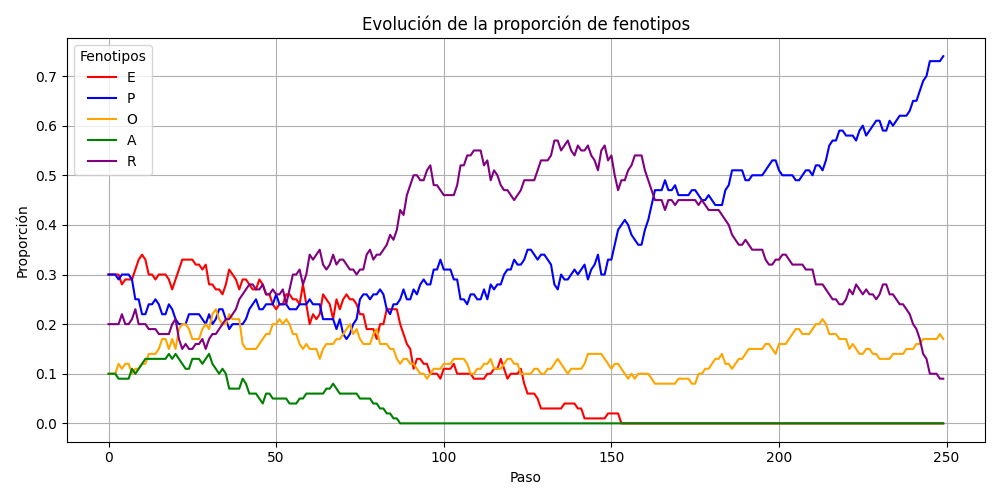 Evolución de la proporción de fenotipos
Fenotipos
E
P
O
A
R
Proporción
0.7
0.6
0.5
0.4
0.3
0.2
0.1
0.0
0 50 100 150 200 250
Paso